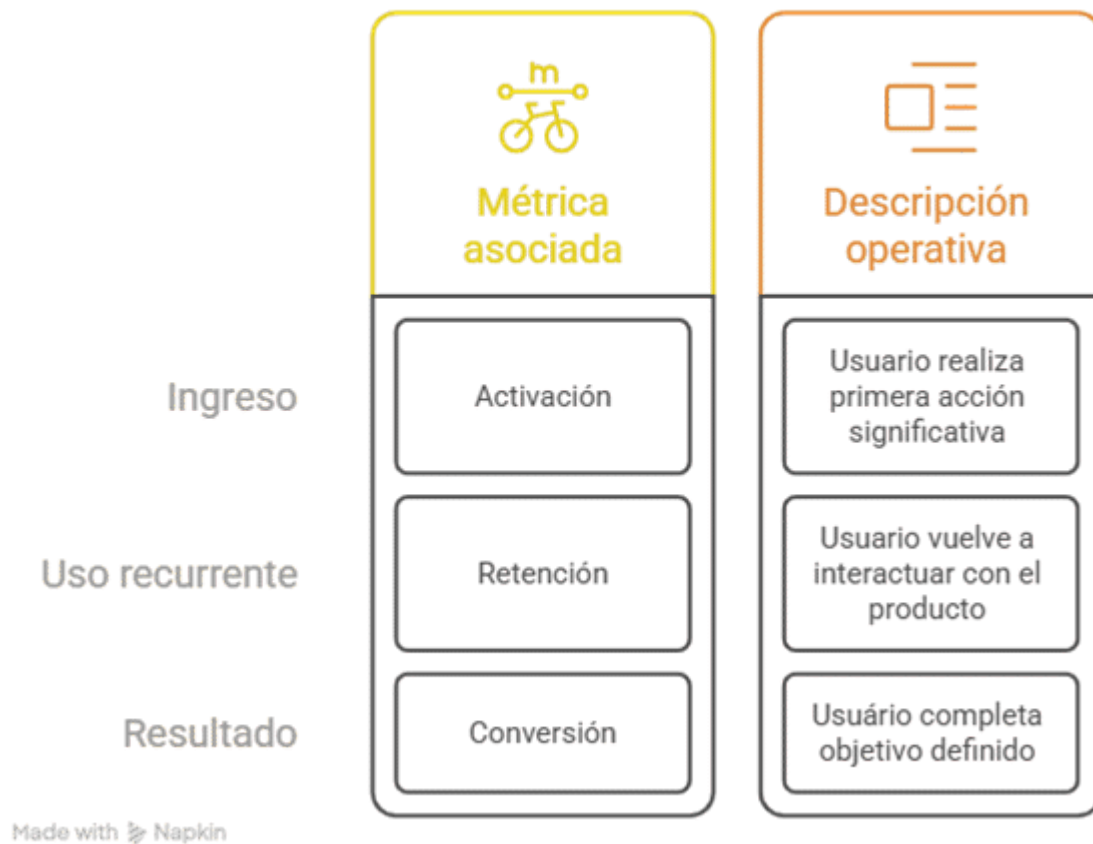 m
Métrica
asociada
Descripción
operativa
Ingreso
Activación
Usuario realiza
primera acción
significativa
Uso recurrente
Retención
Usuario vuelve a
interactuar con el
producto
Resultado
Conversión
Usuário completa
objetivo definido
Made with Napkin